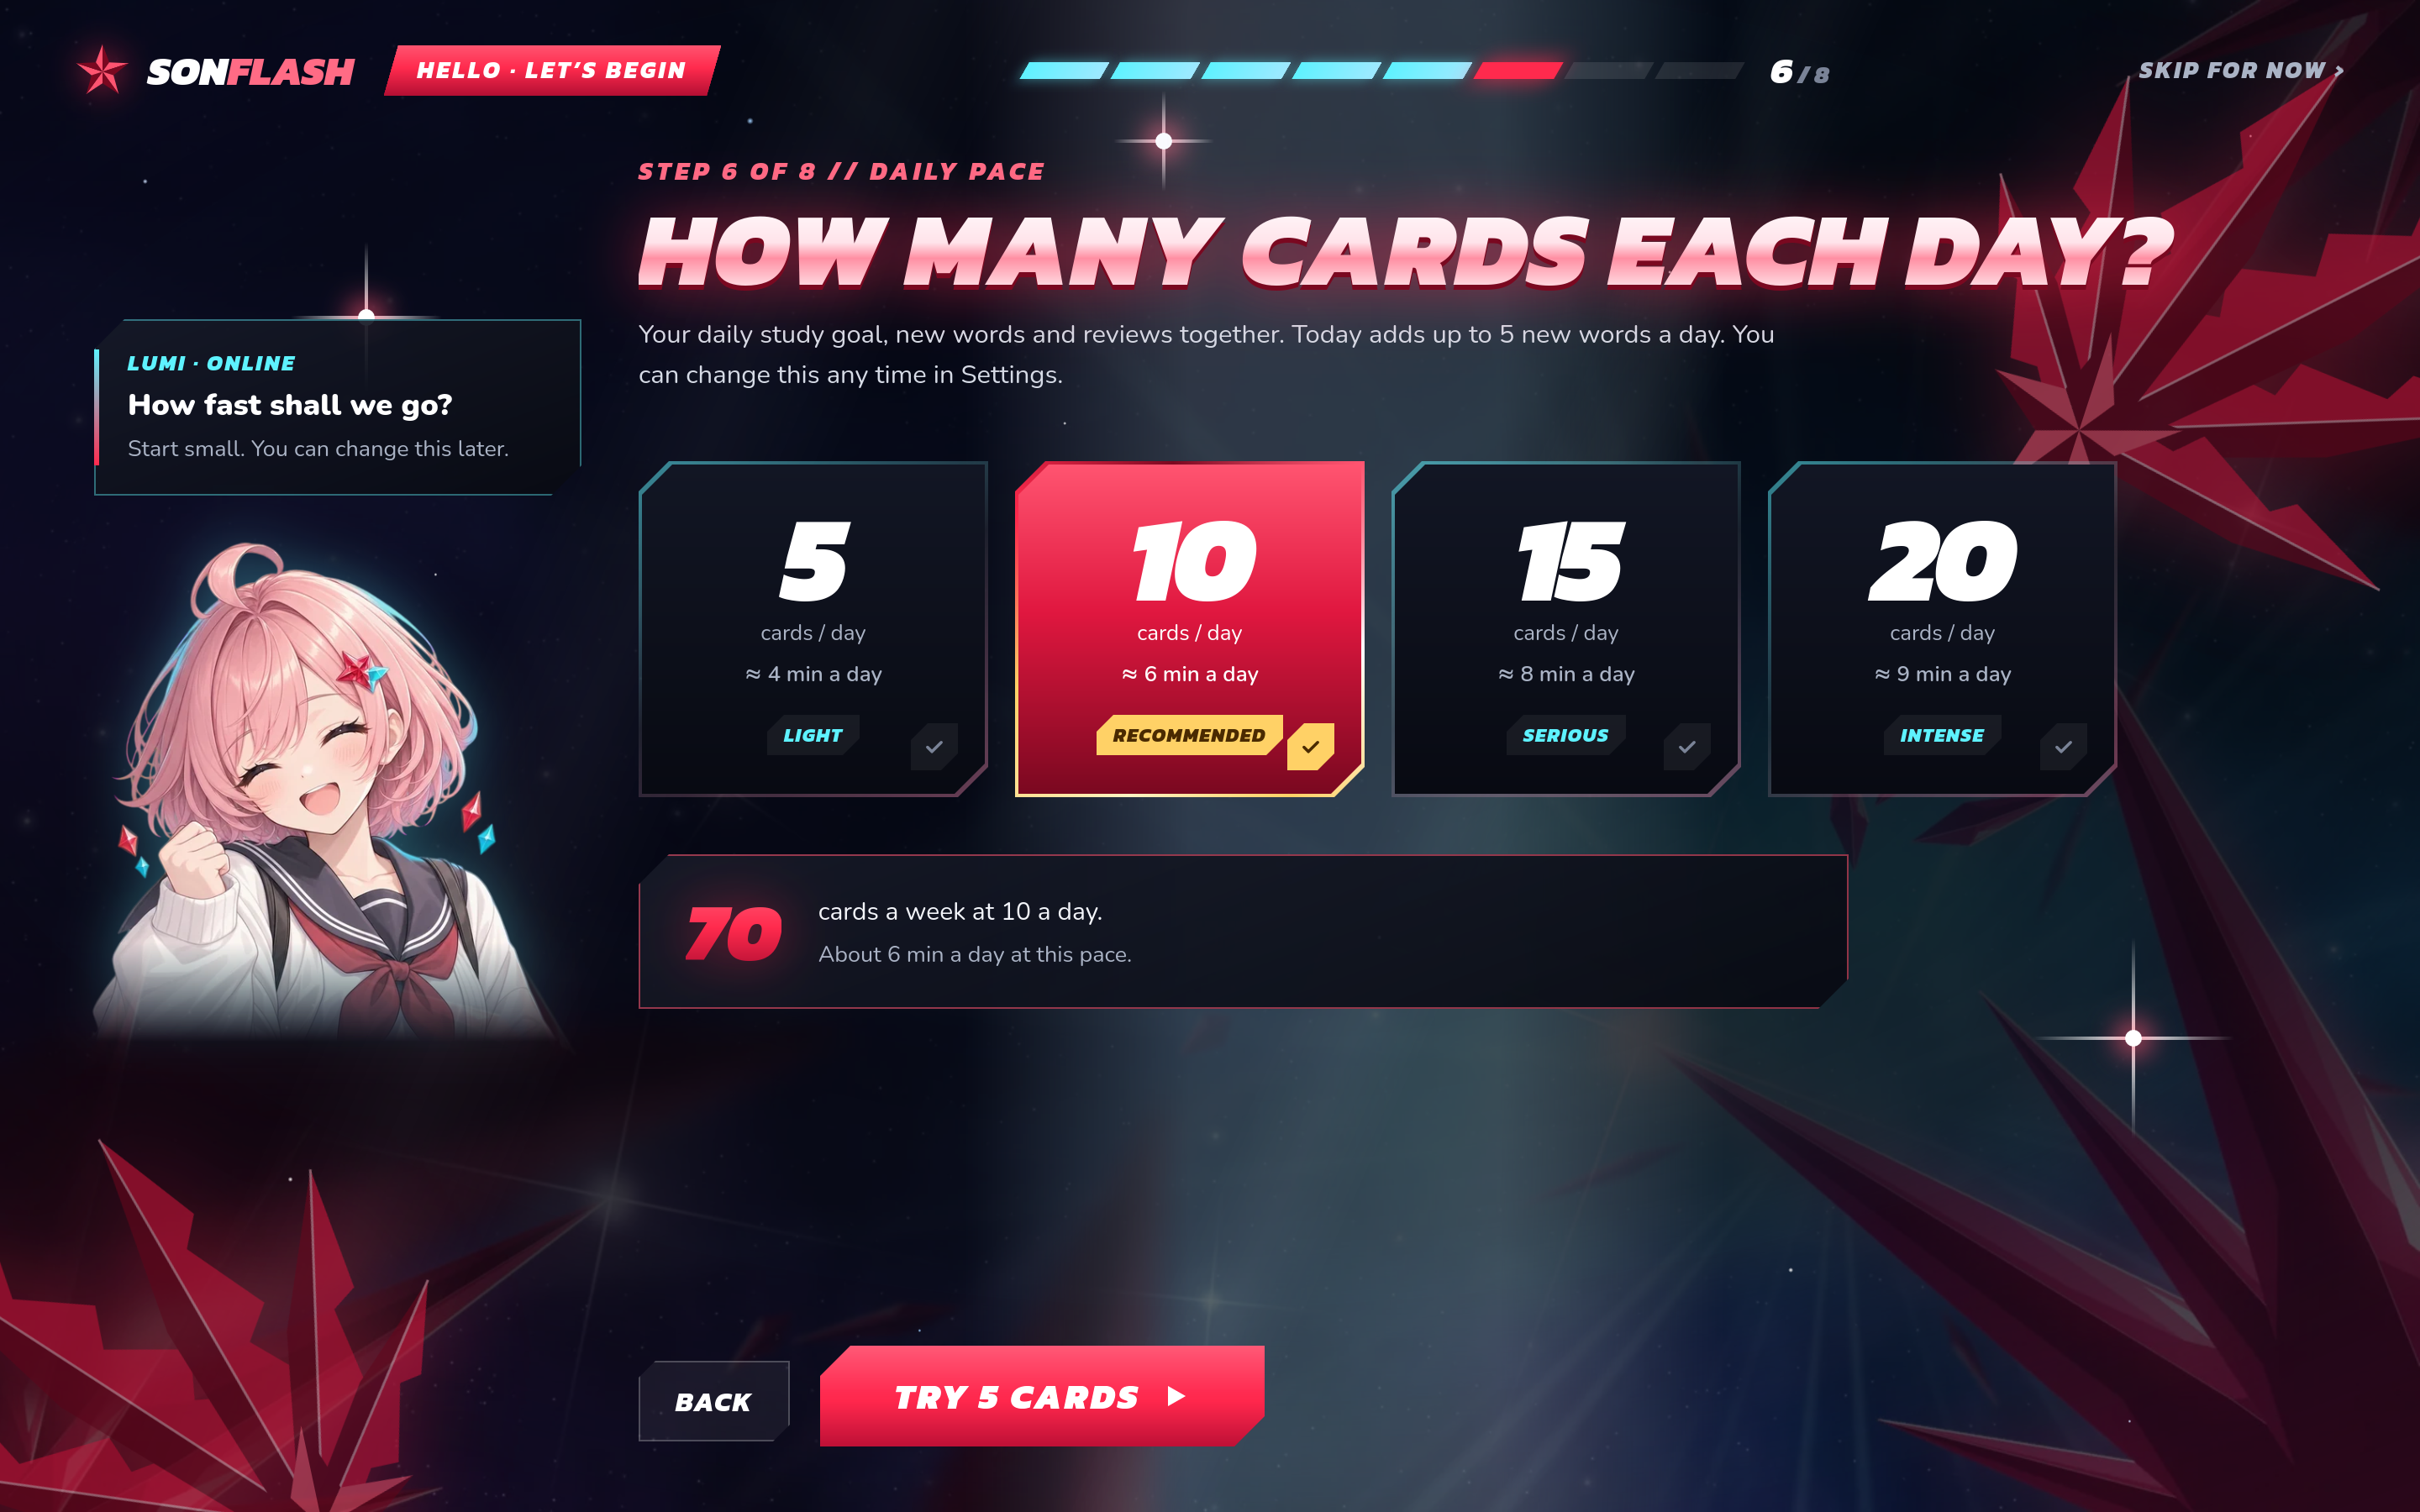 SONFLASH
HELLO · LET'S BEGIN
6 / 8
SKIP FOR NOW >
STEP 6 OF 8 // DAILY PACE
HOW MANY CARDS EACH DAY?
Your daily study goal, new words and reviews together. Today adds up to 5 new words a day. You
can change this any time in Settings.
LUMI · ONLINE
How fast shall we go?
Start small. You can change this later.
5
cards / day
≈ 4 min a day
LIGHT
10
cards / day
≈ 6 min a day
RECOMMENDED
15
cards / day
≈ 8 min a day
SERIOUS
20
cards / day
≈ 9 min a day
INTENSE
70
cards a week at 10 a day.
About 6 min a day at this pace.
BACK
TRY 5 CARDS